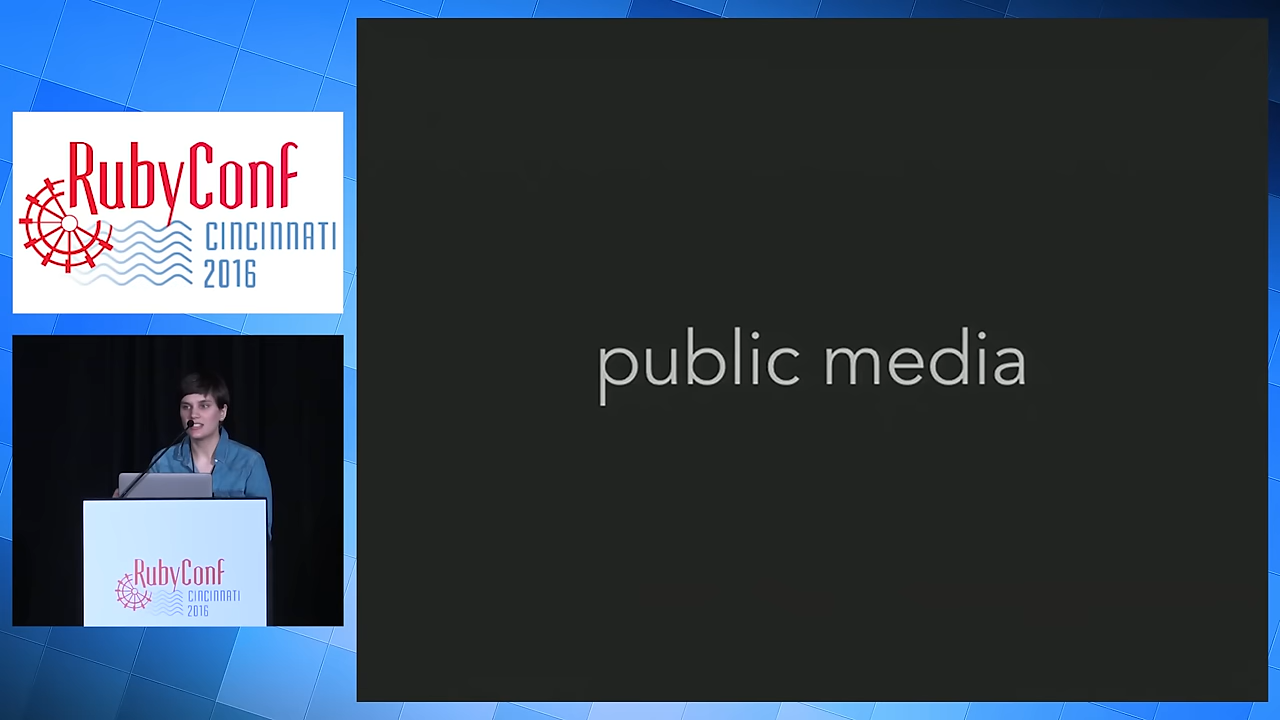 RubyConf
CINCINNATI
2016
public media
RubyConf
CINCINNATI
2016